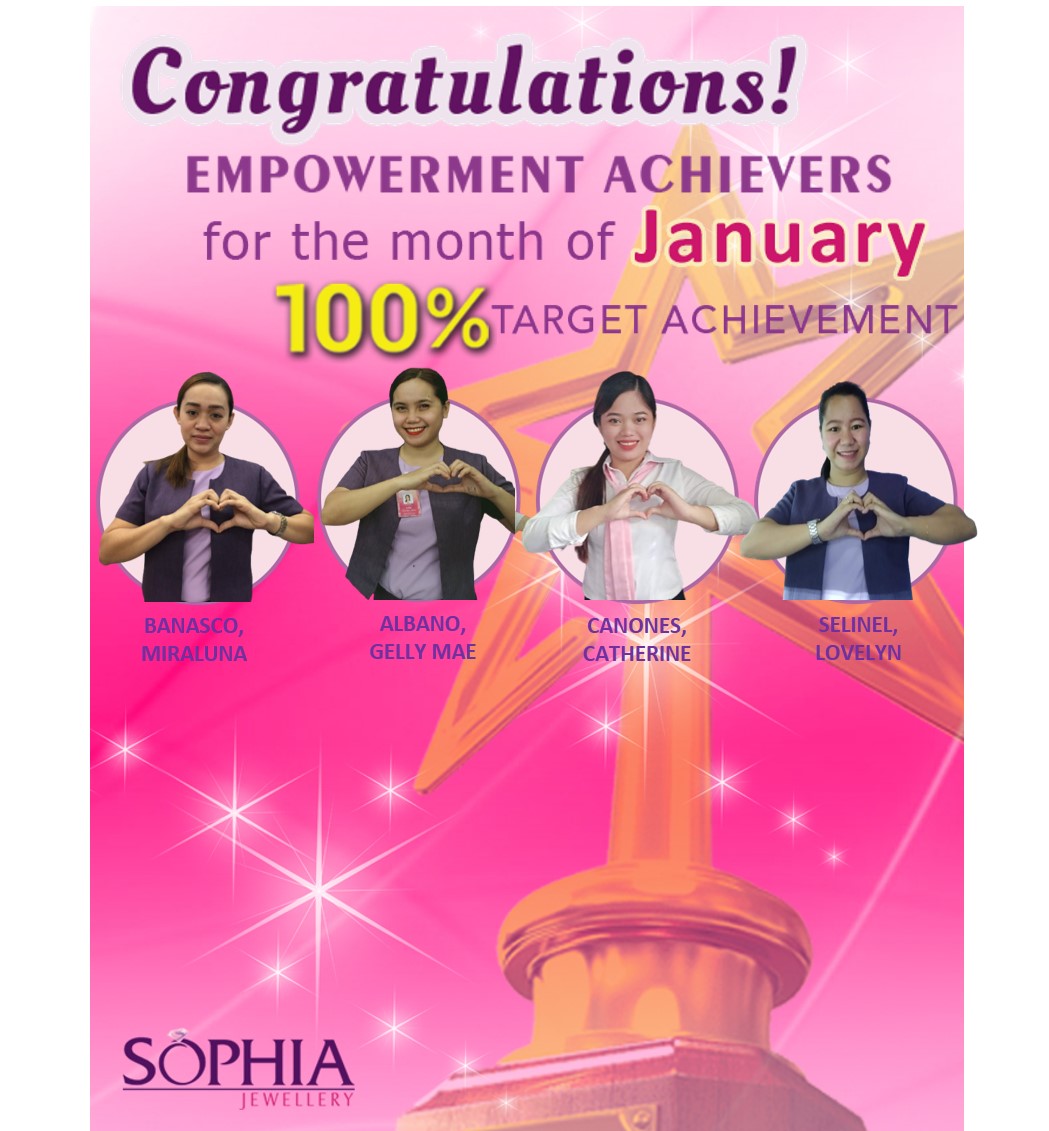 Congratulations!
EMPOWERMENT ACHIEVERS
for the month of January
100% TARGET ACHIEVEMENT
BANASCO,
MIRALUNA
ALBANO,
GELLY MAE
CANONES,
CATHERINE
SELINEL,
LOVELYN
SOPHIA
JEWELLERY